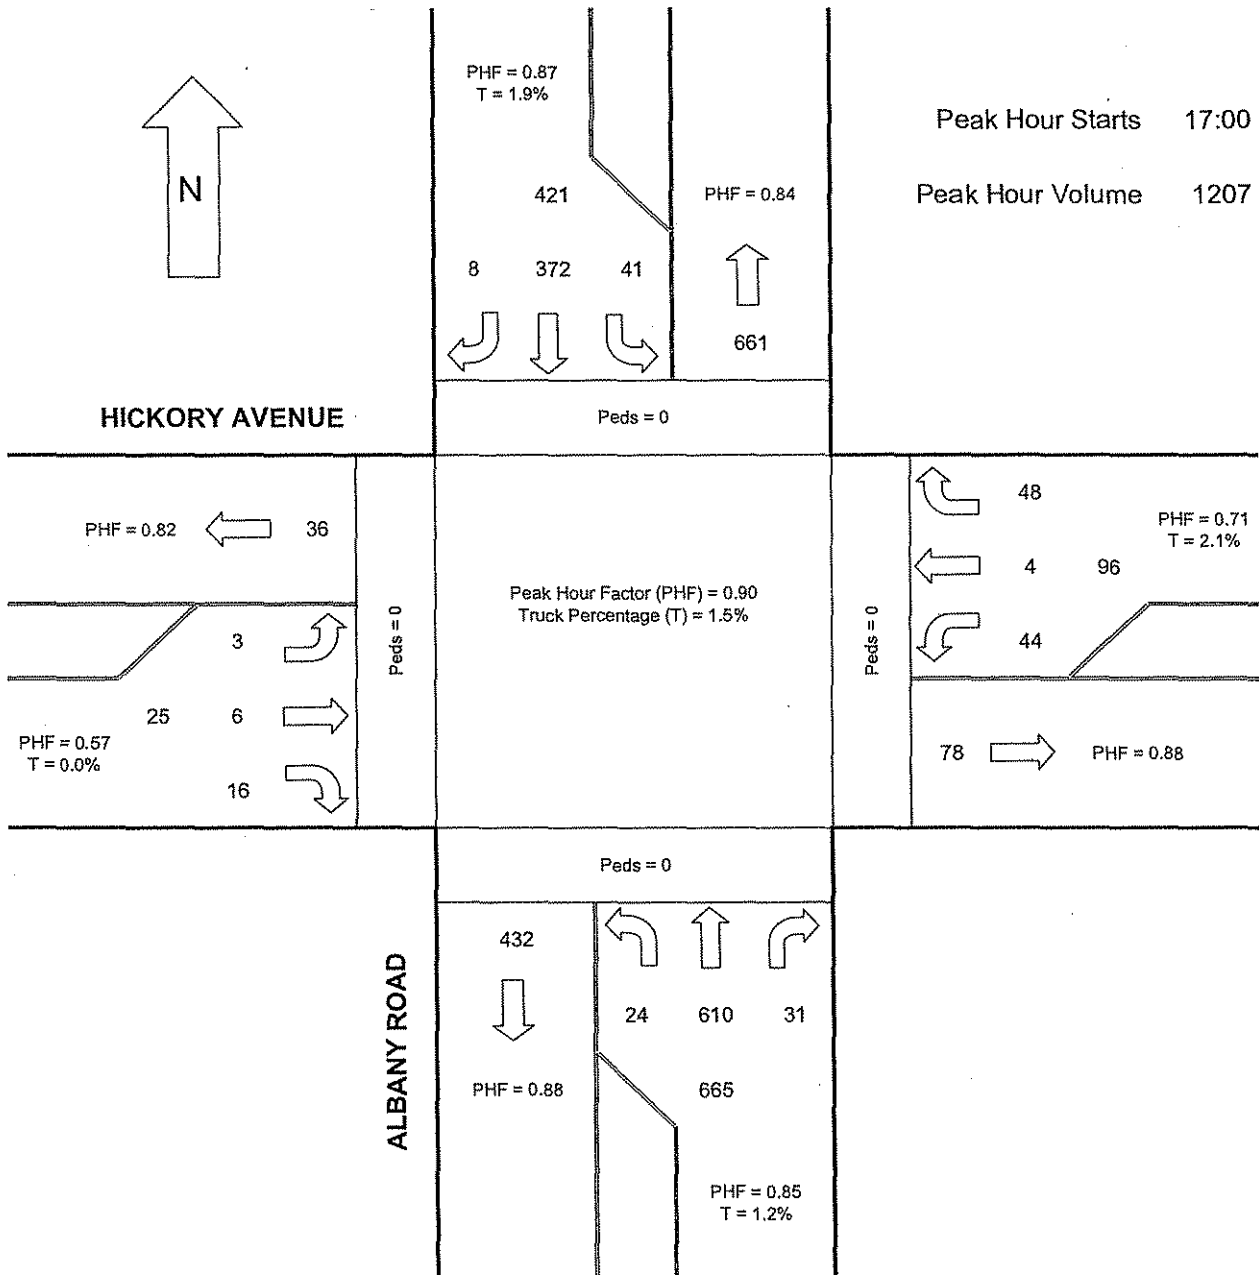 PHF = 0.87
T = 1.9%
Peak Hour Starts 17:00
N
421
PHF = 0.84
Peak Hour Volume 1207
8 372 41
661
HICKORY AVENUE
Peds = 0
PHF = 0.82 36
48
PHF = 0.71
T = 2.1%
4 96
44
Peds = 0
Peak Hour Factor (PHF) = 0.90
Truck Percentage (T) = 1.5%
Peds = 0
3
25 6
16
PHF = 0.57
T = 0.0%
78 PHF = 0.88
Peds = 0
432
ALBANY ROAD
24 610 31
PHF = 0.88
665
PHF = 0.85
T = 1.2%